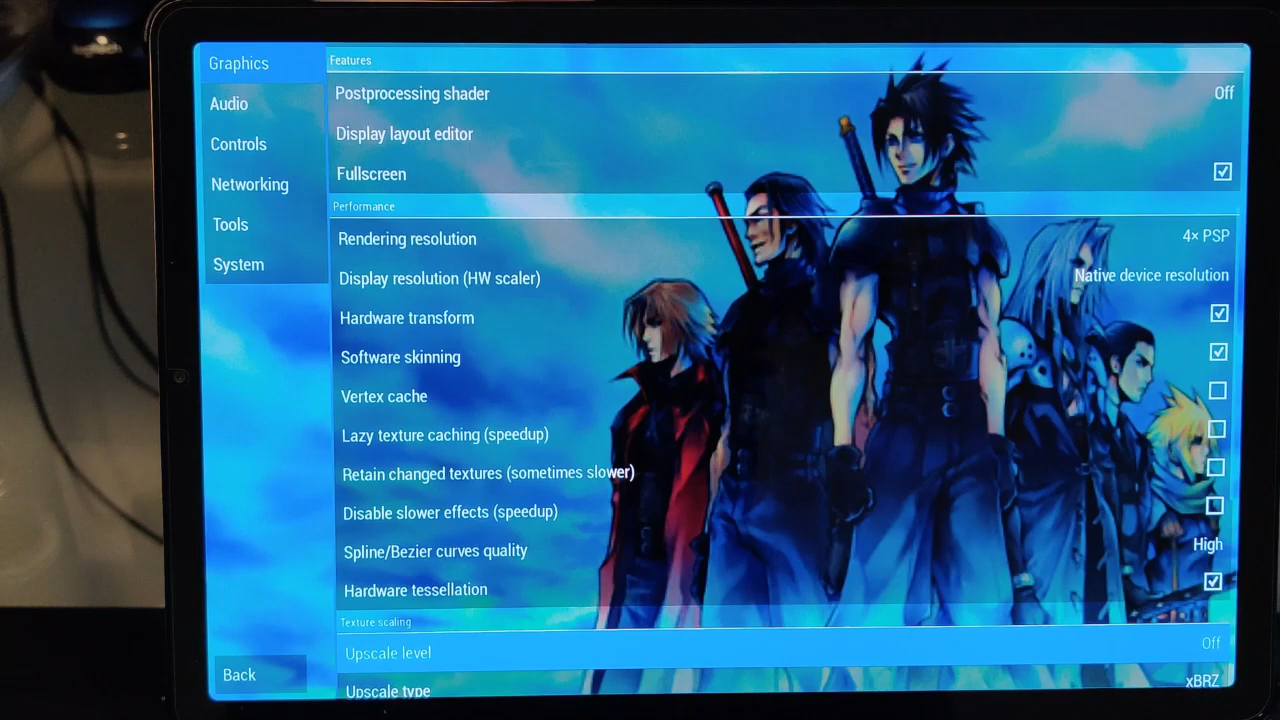 Graphics
Audio
Controls
Networking
Tools
System
Back
Features
Postprocessing shader Off
Display layout editor
Fullscreen
Performance
Rendering resolution 4× PSP
Display resolution (HW scaler) Native device resolution
Hardware transform
Software skinning
Vertex cache
Lazy texture caching (speedup)
Retain changed textures (sometimes slower)
Disable slower effects (speedup)
Spline/Bezier curves quality High
Hardware tessellation
Texture scaling
Upscale level Off
Upscale type xBRZ